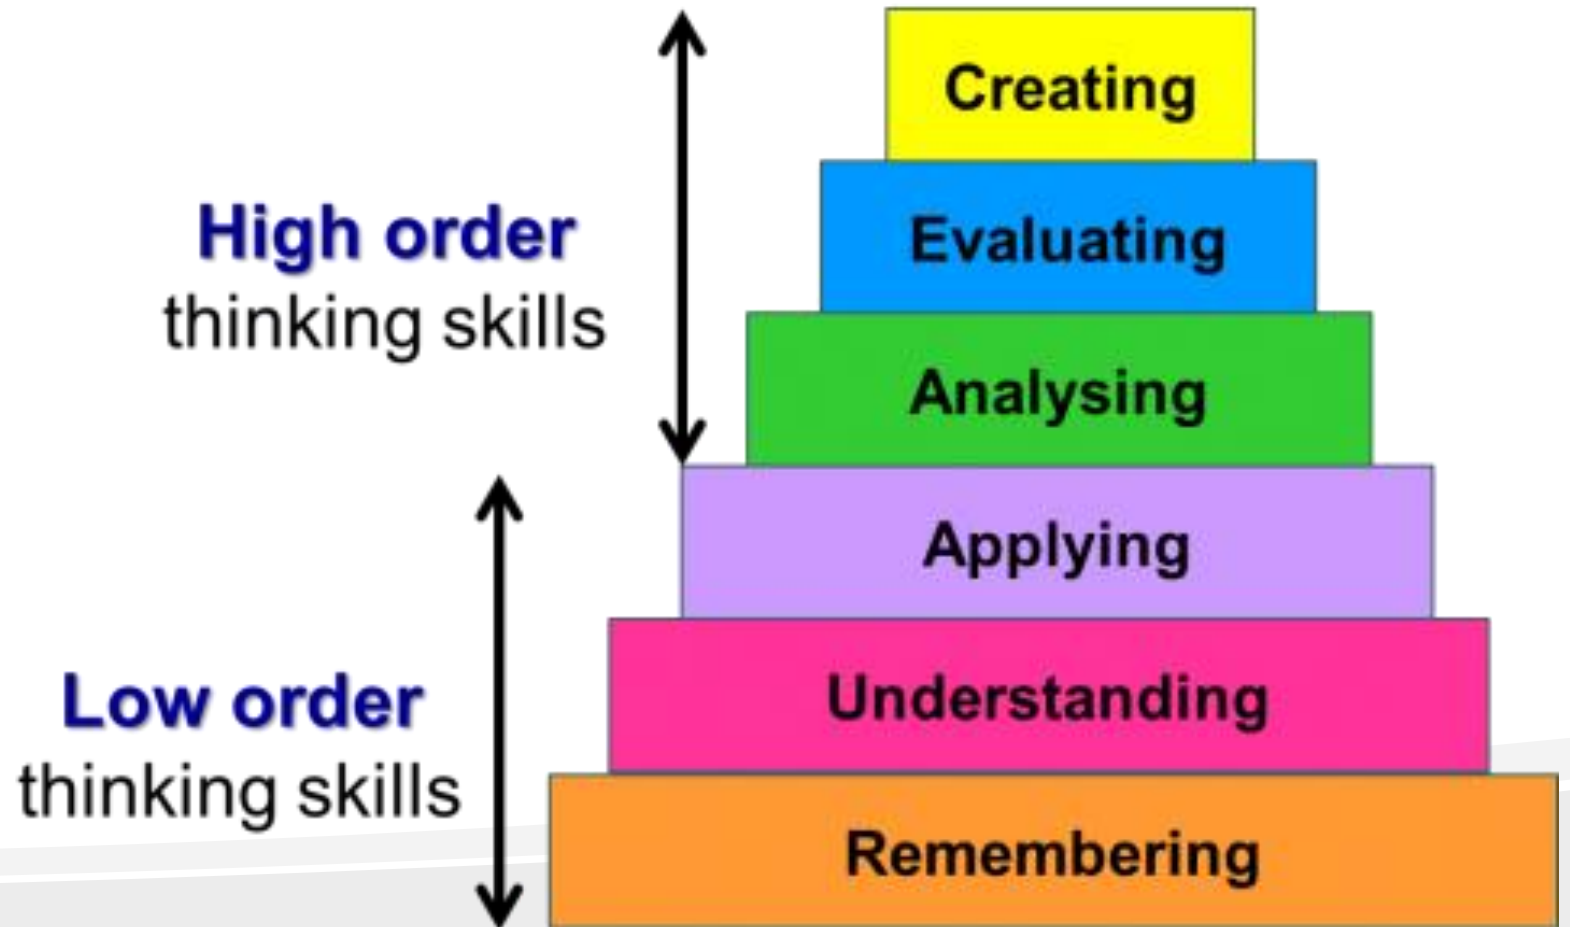 Creating
Evaluating
High order
thinking skills
Analysing
Applying
Understanding
Low order
thinking skills
Remembering